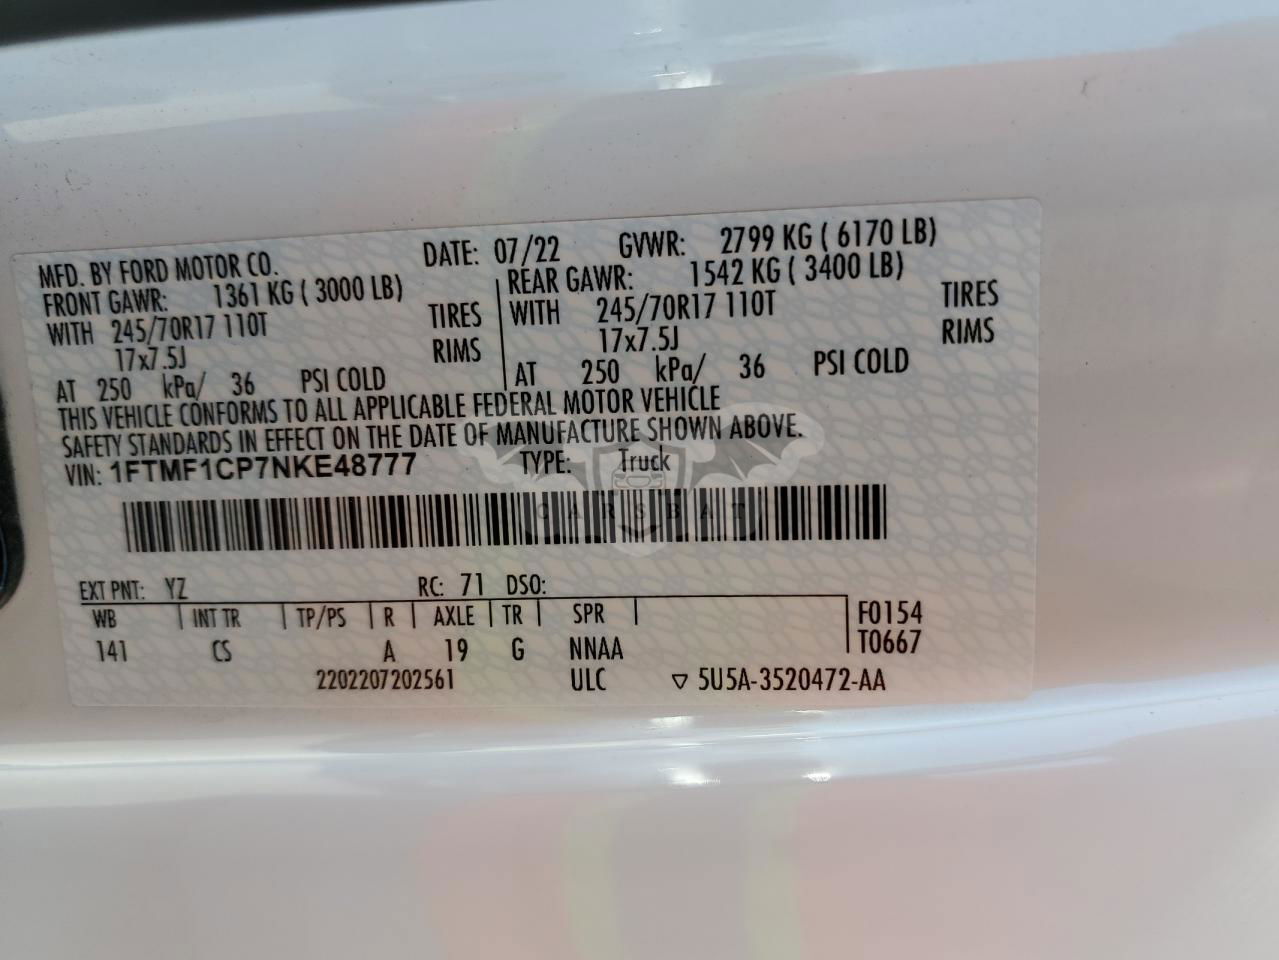 MFD. BY FORD MOTOR CO. DATE: 07/22 GVWR: 2799 KG ( 6170 LB)
FRONT GAWR: 1361 KG ( 3000 LB) REAR GAWR: 1542 KG ( 3400 LB)
WITH 245/70R17 110T TIRES WITH 245/70R17 110T TIRES
17x7.5J RIMS 17x7.5J RIMS
AT 250 kPa/ 36 PSI COLD AT 250 kPa/ 36 PSI COLD
THIS VEHICLE CONFORMS TO ALL APPLICABLE FEDERAL MOTOR VEHICLE
SAFETY STANDARDS IN EFFECT ON THE DATE OF MANUFACTURE SHOWN ABOVE.
VIN: 1FTMF1CP7NKE48777 TYPE: Truck
CARSBAT
EXT PNT: YZ RC: 71 DSO:
WB INT TR TP/PS R AXLE TR SPR F0154
141 CS A 19 G NNAA T0667
2202207202561 ULC ▽ 5U5A-3520472-AA